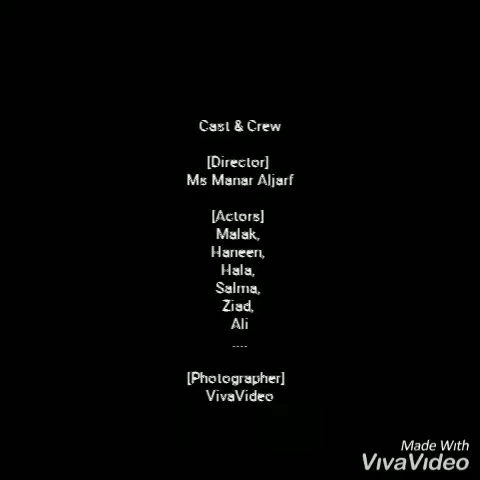 Cast & Crew
[Director]
Ms Manar Aljarf
[Actors]
Malak,
Haneen,
Hala,
Salma,
Ziad,
Ali
....
[Photographer]
VivaVideo
Made With
VivaVideo